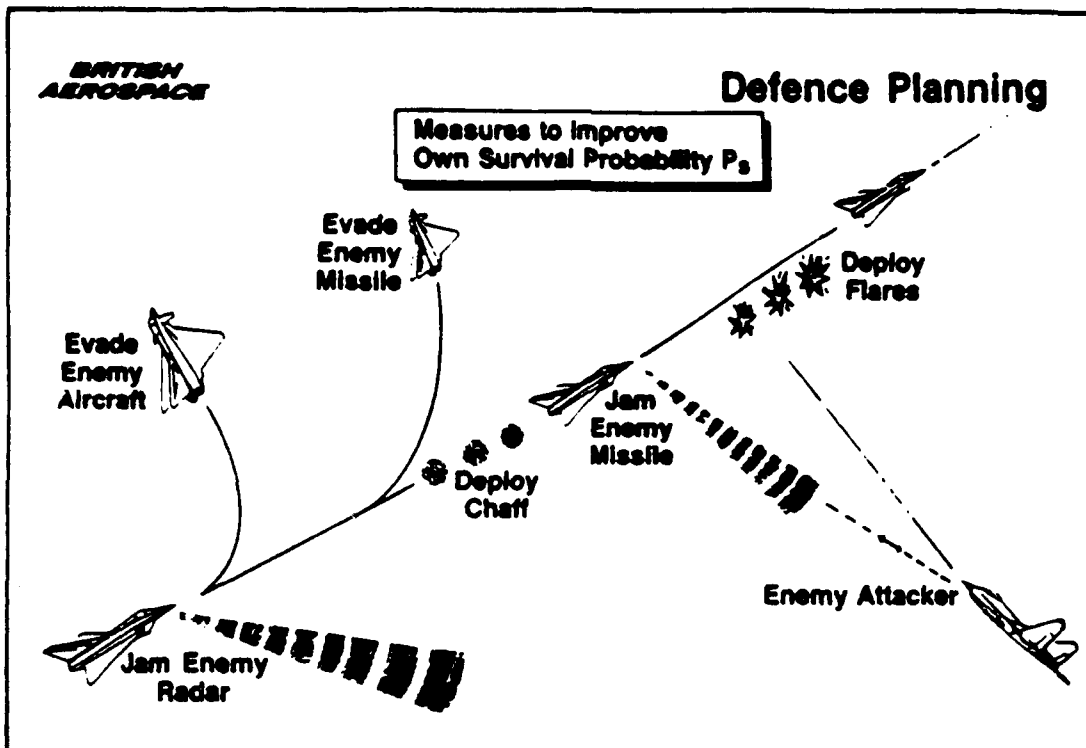 BRITISH
AEROSPACE
Defence Planning
Measures to Improve
Own Survival Probability Ps
Evade
Enemy
Missile
Deploy
Flares
Evade
Enemy
Aircraft
Jam
Enemy
Missile
Deploy
Chaff
Enemy Attacker
Jam Enemy
Radar